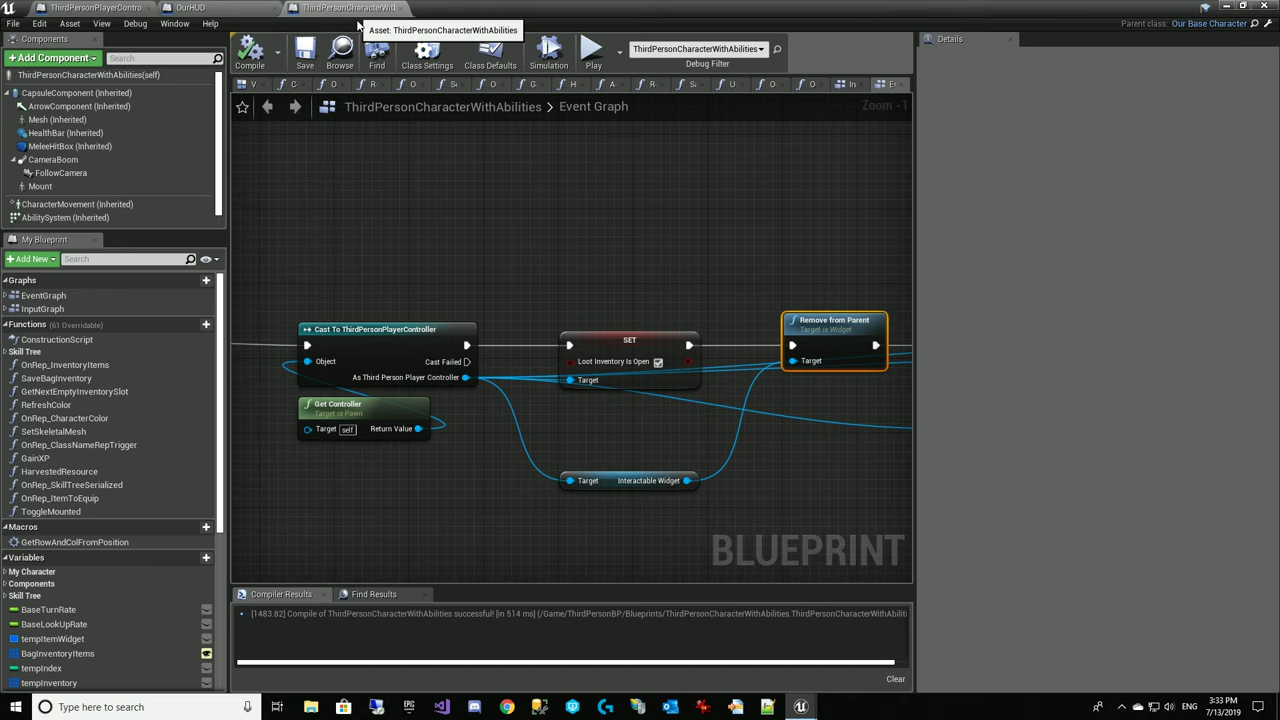 ThirdPersonPlayerContro
OurHUD
ThirdPersonCharacterWit
File
Edit
Asset
View
Debug
Window
Help
Asset: ThirdPersonCharacterWithAbilities
Parent class: Our Base Character
Components
Add Component
Search
ThirdPersonCharacterWithAbilities(self)
CapsuleComponent (Inherited)
ArrowComponent (Inherited)
Mesh (Inherited)
HealthBar (Inherited)
MeleeHitBox (Inherited)
CameraBoom
FollowCamera
Mount
CharacterMovement (Inherited)
AbilitySystem (Inherited)
My Blueprint
Add New
Search
Graphs
EventGraph
InputGraph
Functions (61 Overridable)
ConstructionScript
Skill Tree
OnRep_InventoryItems
SaveBagInventory
GetNextEmptyInventorySlot
RefreshColor
OnRep_CharacterColor
SetSkeletalMesh
OnRep_ClassNameRepTrigger
GainXP
HarvestedResource
OnRep_SkillTreeSerialized
OnRep_ItemToEquip
ToggleMounted
Macros
GetRowAndColFromPosition
Variables
My Character
Components
Skill Tree
BaseTurnRate
BaseLookUpRate
tempItemWidget
BagInventoryItems
tempIndex
tempInventory
Compile
Save
Browse
Find
Class Settings
Class Defaults
Simulation
Play
ThirdPersonCharacterWithAbilities
Debug Filter
ThirdPersonCharacterWithAbilities > Event Graph
Zoom -1
Cast To ThirdPersonPlayerController
Object
Cast Failed
As Third Person Player Controller
Get Controller
Target is Pawn
Target self
Return Value
SET
Loot Inventory Is Open
Target
Remove from Parent
Target is Widget
Target
Target
Interactable Widget
BLUEPRINT
Compiler Results
Find Results
[1483.82] Compile of ThirdPersonCharacterWithAbilities successful! [in 514 ms] (/Game/ThirdPersonBP/Blueprints/ThirdPersonCharacterWithAbilities.ThirdPersonCharacterWithAbiliti
Clear
Details
Type here to search
ENG
3:33 PM
7/13/2019